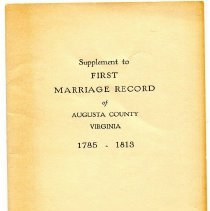 Supplement to
FIRST
MARRIAGE RECORD
of
AUGUSTA COUNTY
VIRGINIA
1785 - 1813